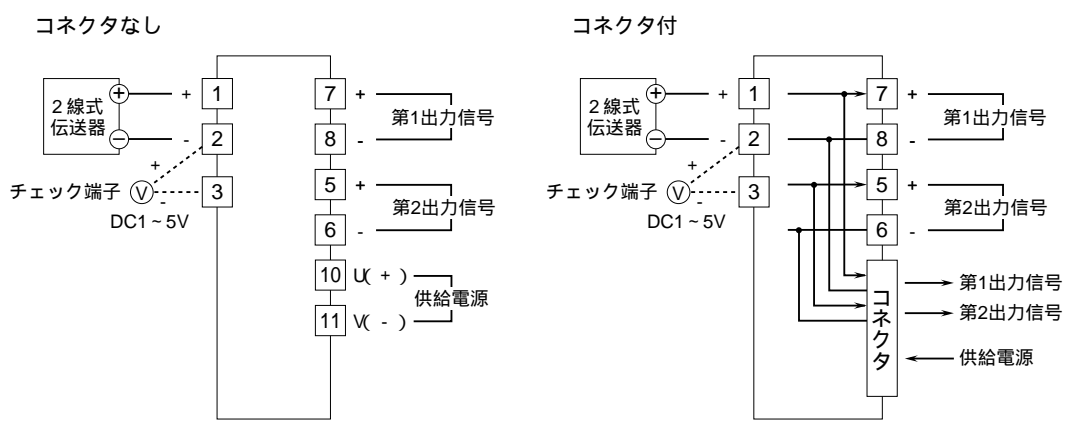 コネクタなし
2線式
伝送器
+
-
+ 1
- 2
+
チェック端子 V
-
3
DC1~5V
7 +
8 -
第1出力信号
5 +
6 -
第2出力信号
10 U( + )
11 V( - )
供給電源
コネクタ付
2線式
伝送器
+
-
+ 1
- 2
+
チェック端子 V
-
3
DC1~5V
7 +
8 -
第1出力信号
5 +
6 -
第2出力信号
コネクタ
第1出力信号
第2出力信号
供給電源